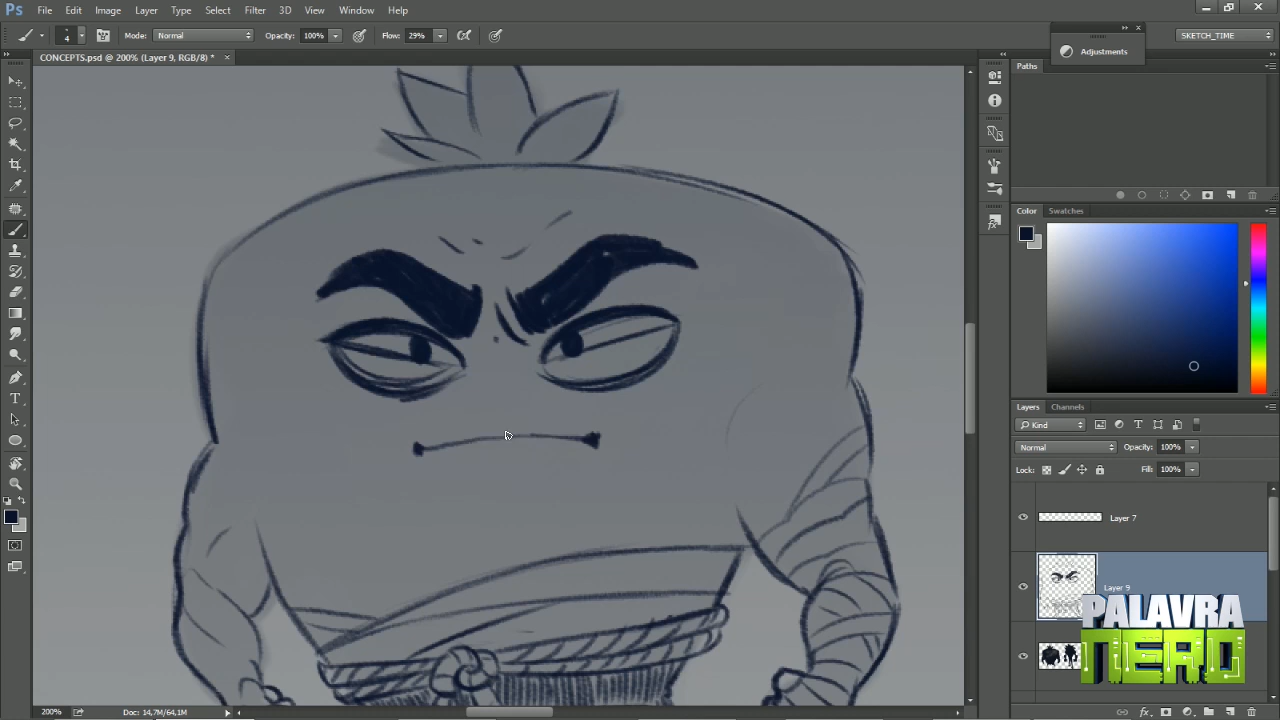 Ps File Edit Image Layer Type Select Filter 3D View Window Help
4 Mode: Normal Opacity: 100% Flow: 29% SKETCH_TIME
Adjustments
CONCEPTS.psd @ 200% (Layer 9, RGB/8) * ×
Paths
Color Swatches
Layers Channels
Kind
Normal Opacity: 100%
Lock: Fill: 100%
Layer 7
Layer 9
PALAVRA
NERD
200% Doc: 14,7M/64,1M